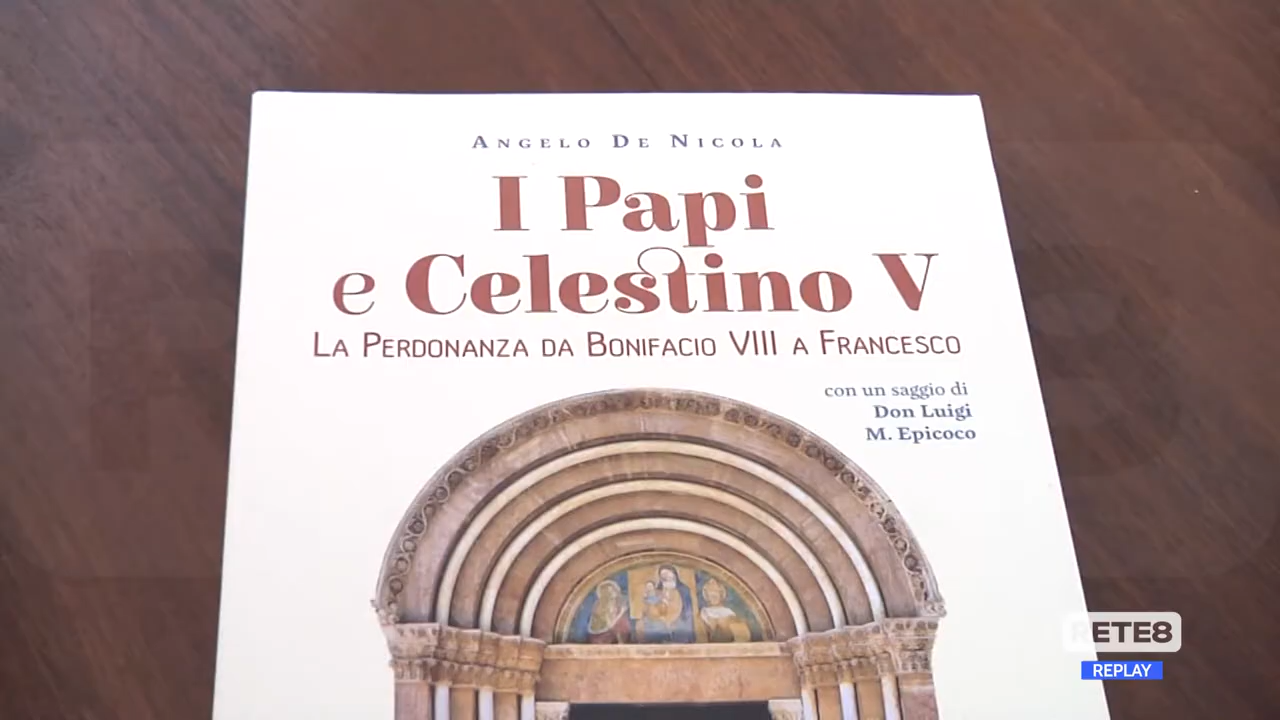 Angelo De Nicola
I Papi
e Celestino V
La Perdonanza da Bonifacio VIII a Francesco
con un saggio di
Don Luigi
M. Epicoco
RETE8
REPLAY